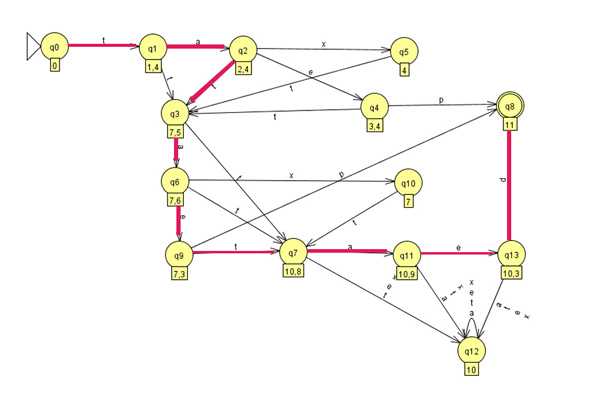 q0 t q1 a q2 x q5
0 1,4 2,4 4
t t e t
q3 t q4 p q8
7,5 3,4 11
a t
q6 x q10 p
7,6 7
e t t p
q9 t q7 a q11 e q13
7,3 10,8 10,9 10,3
x e t
a t x
x e t a
a t e x
q12
10